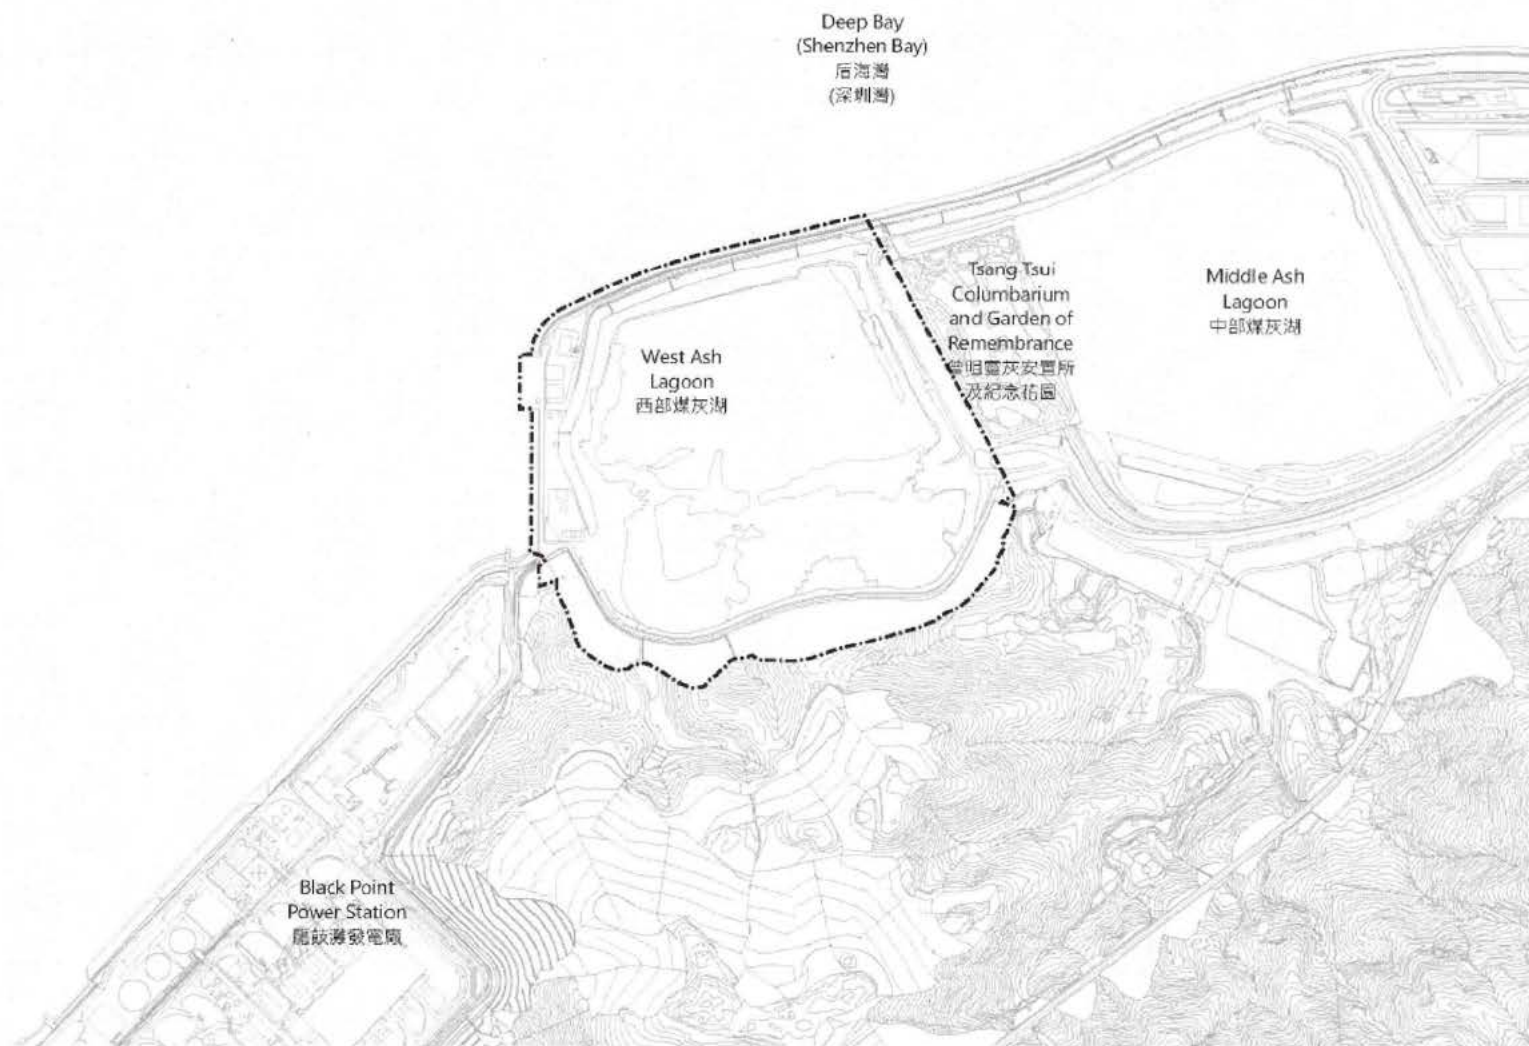 Deep Bay
(Shenzhen Bay)
后海灣
(深圳灣)
Tsang Tsui
Columbarium
and Garden of
Remembrance
曾咀靈灰安置所
及紀念花園
Middle Ash
Lagoon
中部煤灰湖
West Ash
Lagoon
西部煤灰湖
Black Point
Power Station
龍鼓灘發電廠